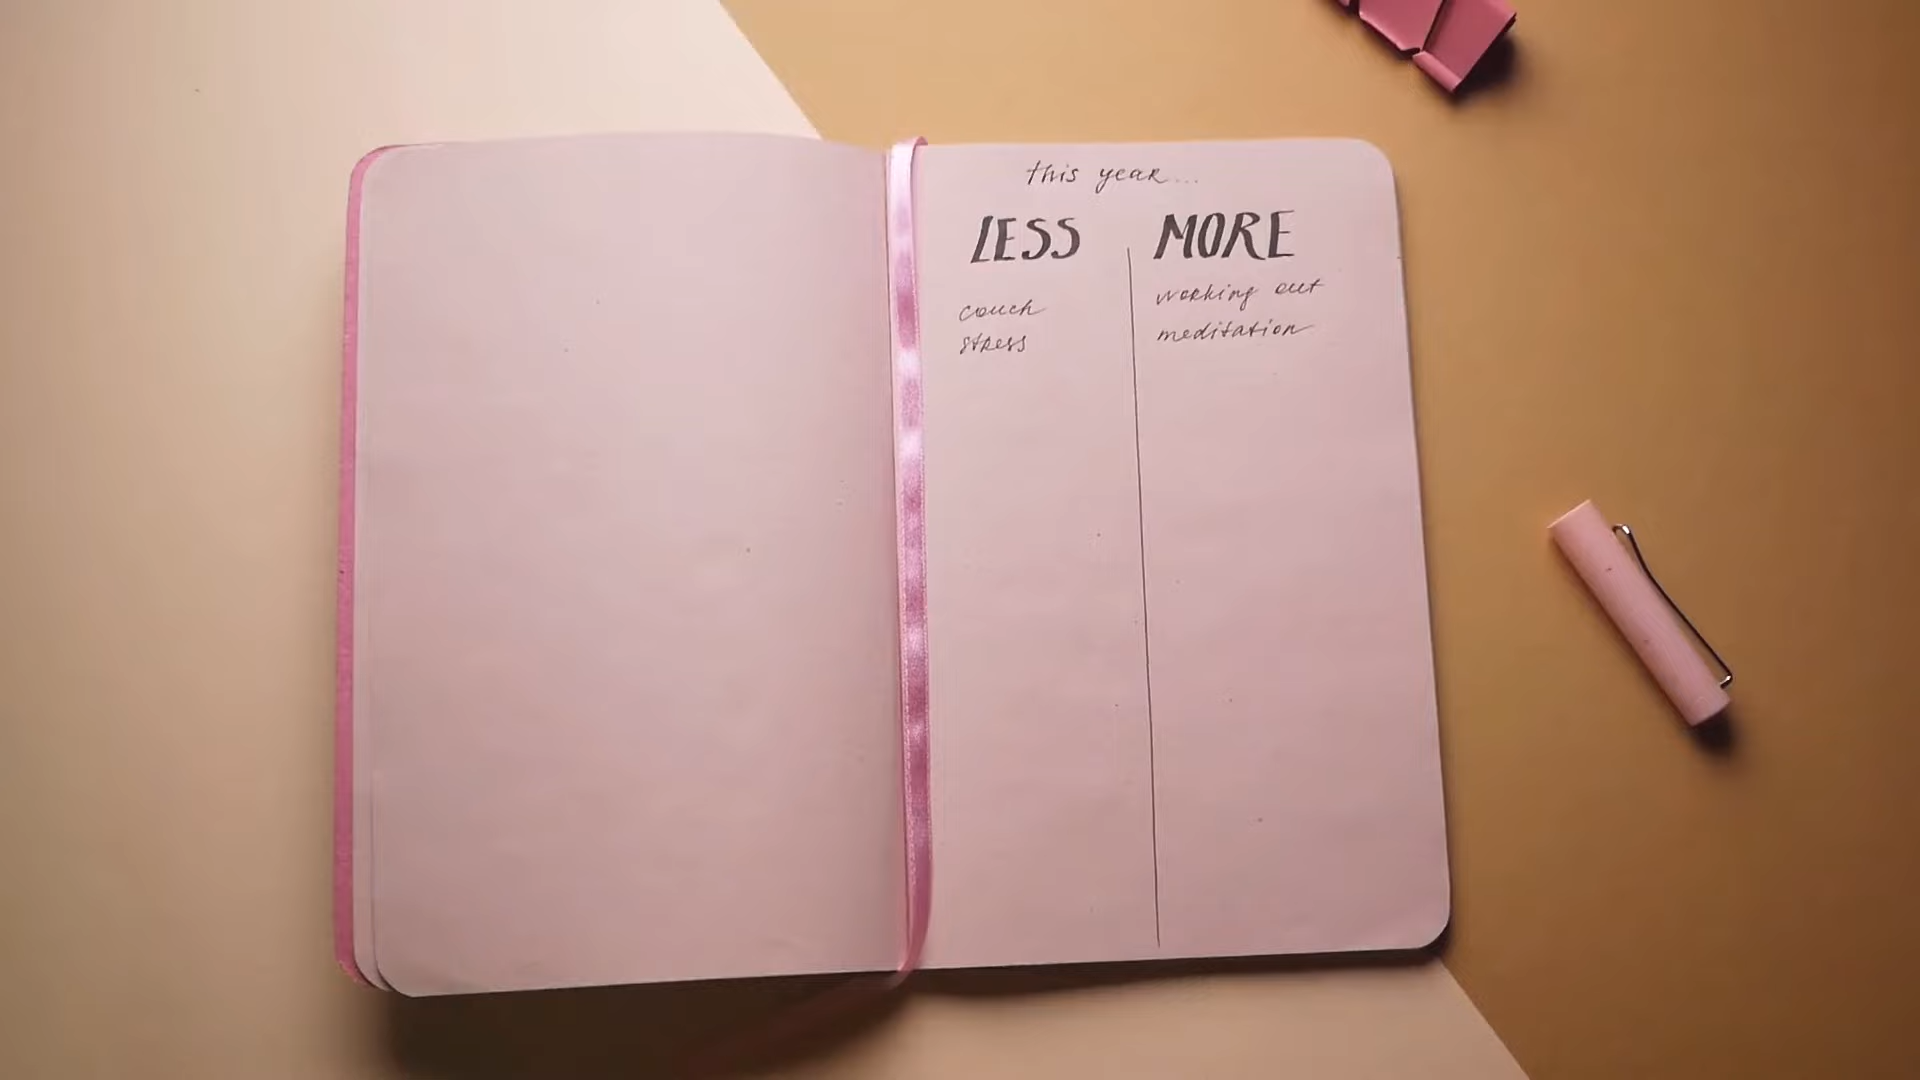 this year...
LESS
MORE
couch
stress
working out
meditation